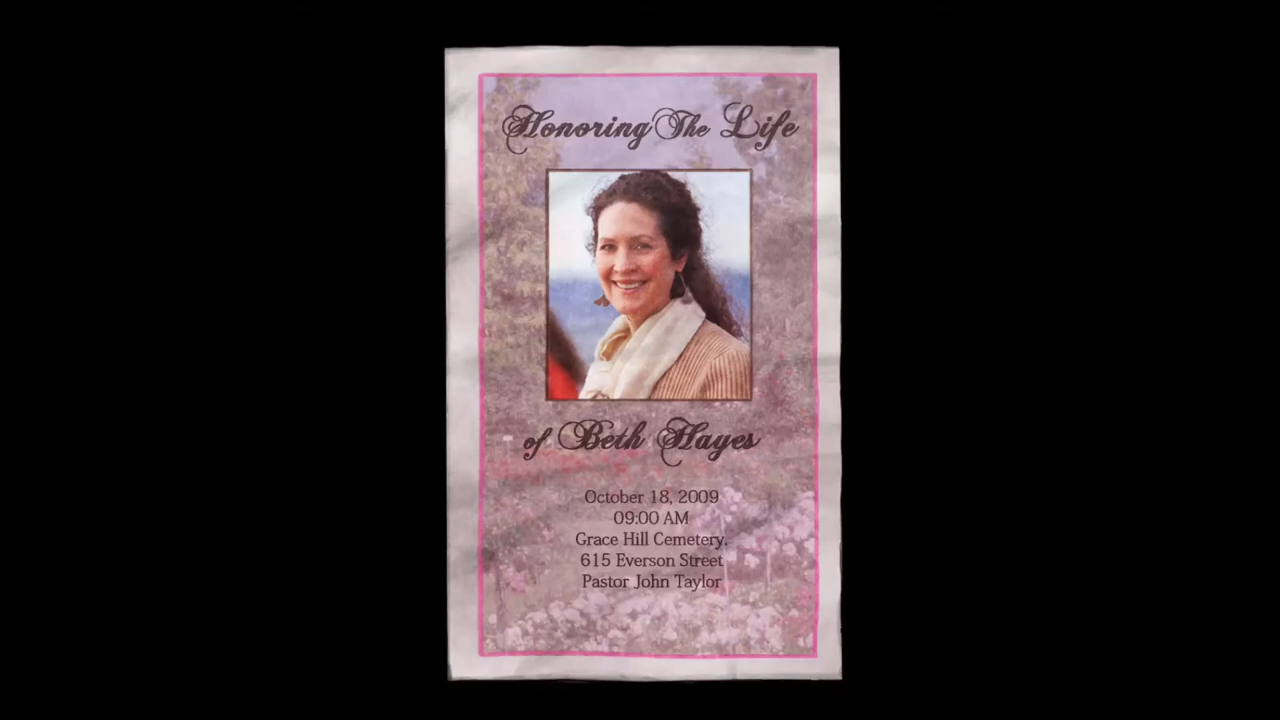 Honoring The Life
of Beth Hayes
October 18, 2009
09:00 AM
Grace Hill Cemetery,
615 Everson Street
Pastor John Taylor